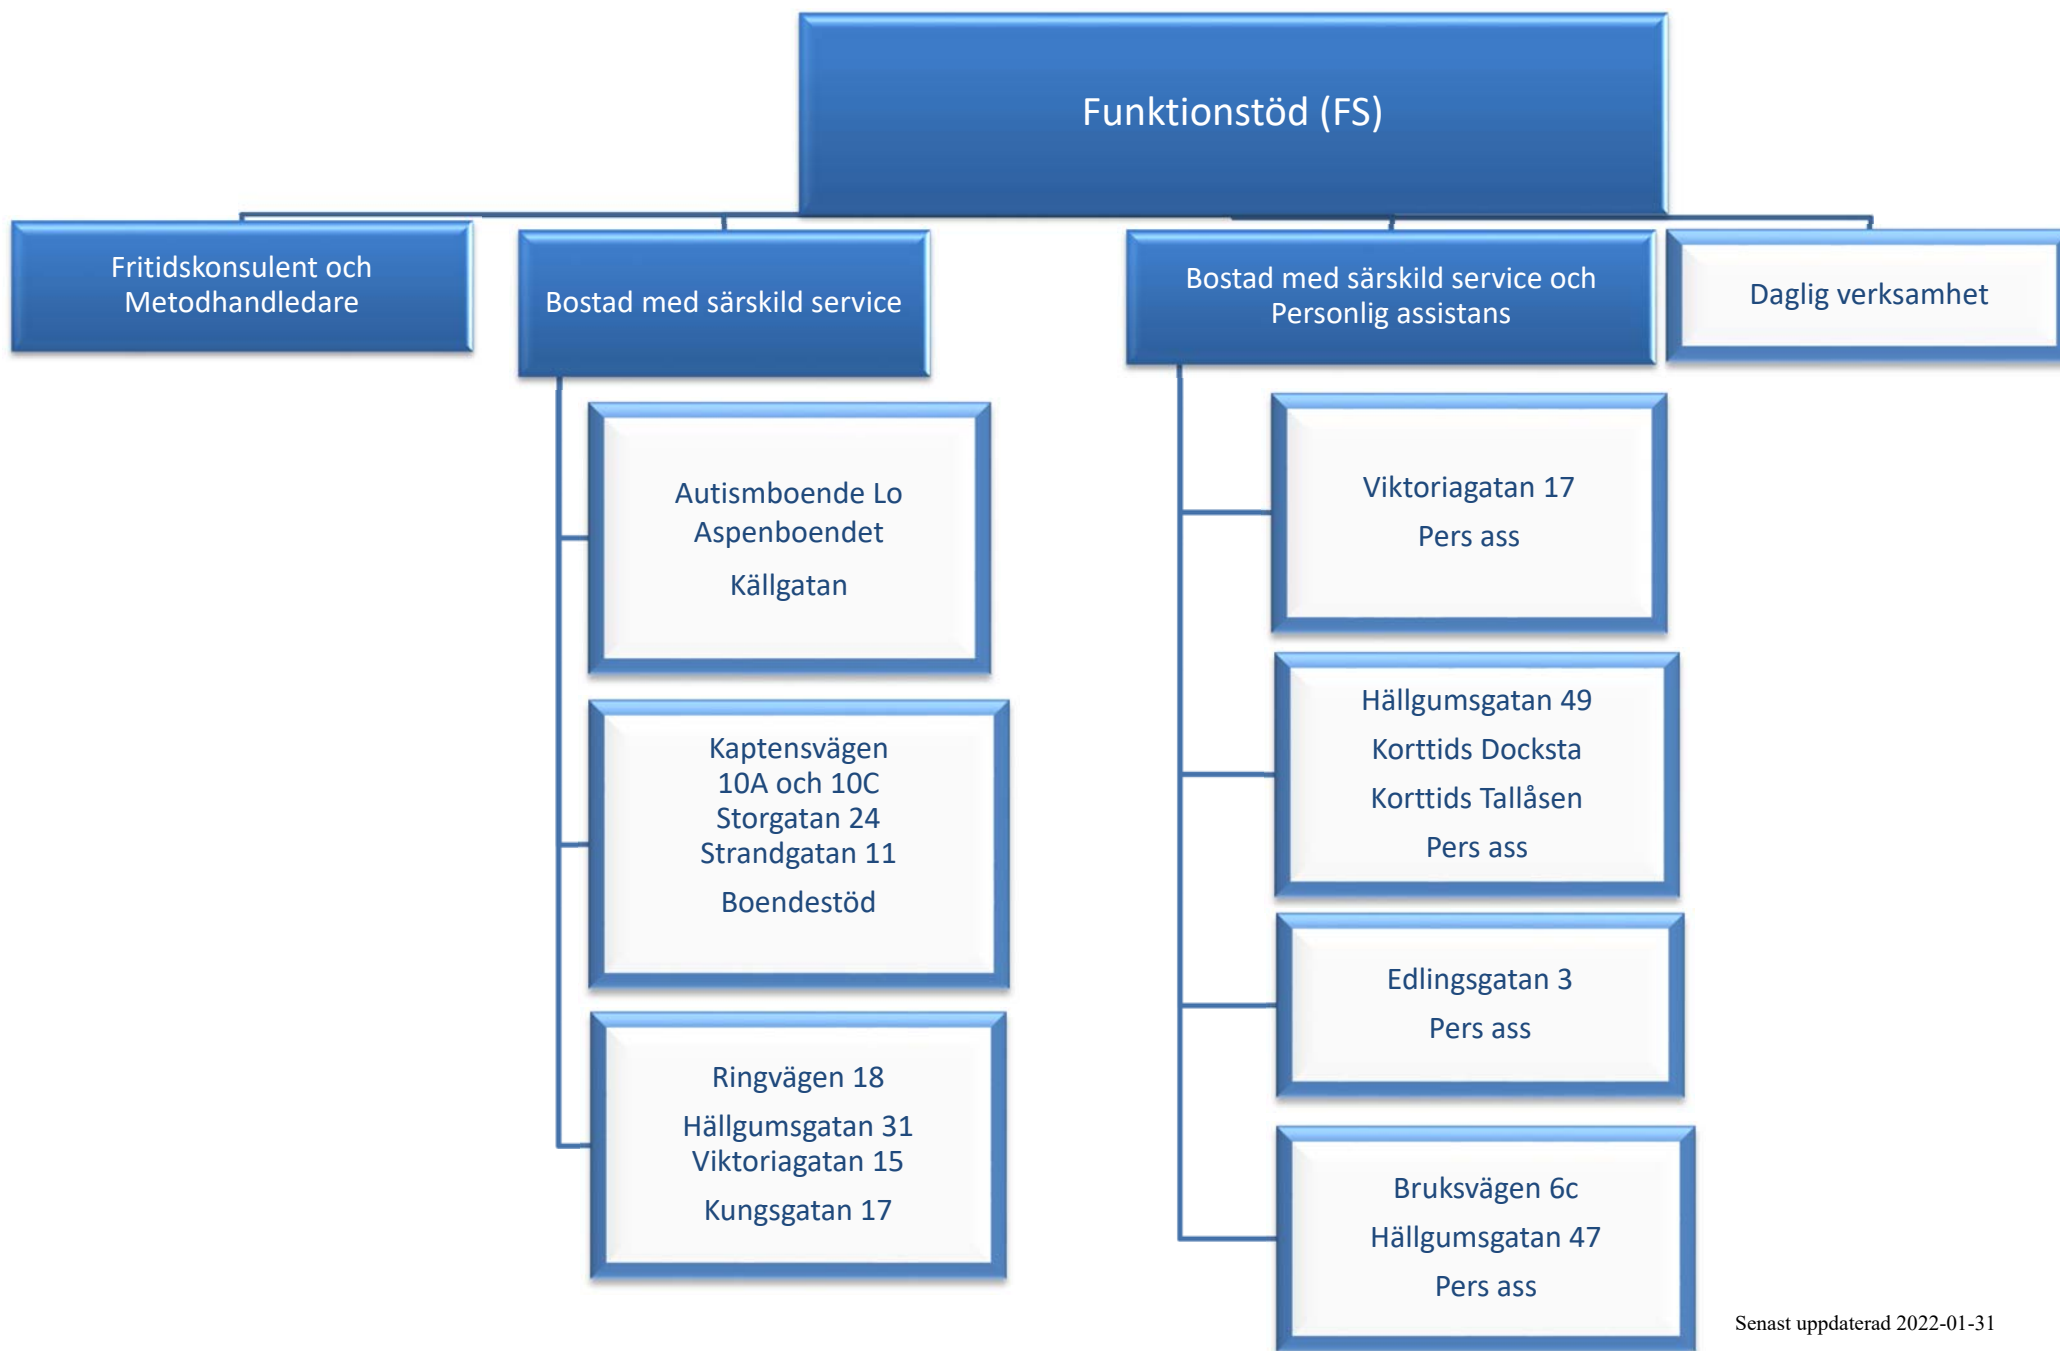 Funktionstöd (FS)
Fritidskonsulent och
Metodhandledare
Bostad med särskild service
Bostad med särskild service och
Personlig assistans
Daglig verksamhet
Autismboende Lo
Aspenboendet
Källgatan
Kaptensvägen
10A och 10C
Storgatan 24
Strandgatan 11
Boendestöd
Ringvägen 18
Hällgumsgatan 31
Viktoriagatan 15
Kungsgatan 17
Viktoriagatan 17
Pers ass
Hällgumsgatan 49
Korttids Docksta
Korttids Tallåsen
Pers ass
Edlingsgatan 3
Pers ass
Bruksvägen 6c
Hällgumsgatan 47
Pers ass
Senast uppdaterad 2022-01-31